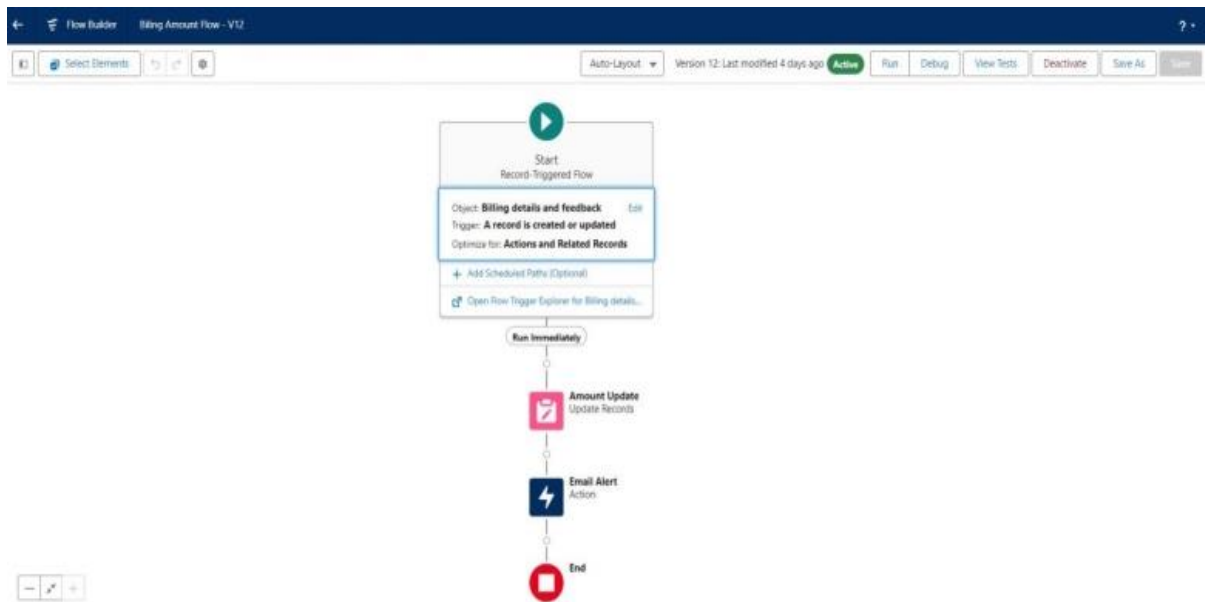 Flow Builder Billing Amount Flow - V12
?
Select Elements
Auto-Layout
Version 12: Last modified 4 days ago Active
Run Debug View Tests Deactivate Save As Save
Start
Record-Triggered Flow
Object: Billing details and feedback Edit
Trigger: A record is created or updated
Optimize for: Actions and Related Records
+ Add Scheduled Paths (Optional)
Open Flow Trigger Explorer for Billing details...
Run Immediately
Amount Update
Update Records
Email Alert
Action
End